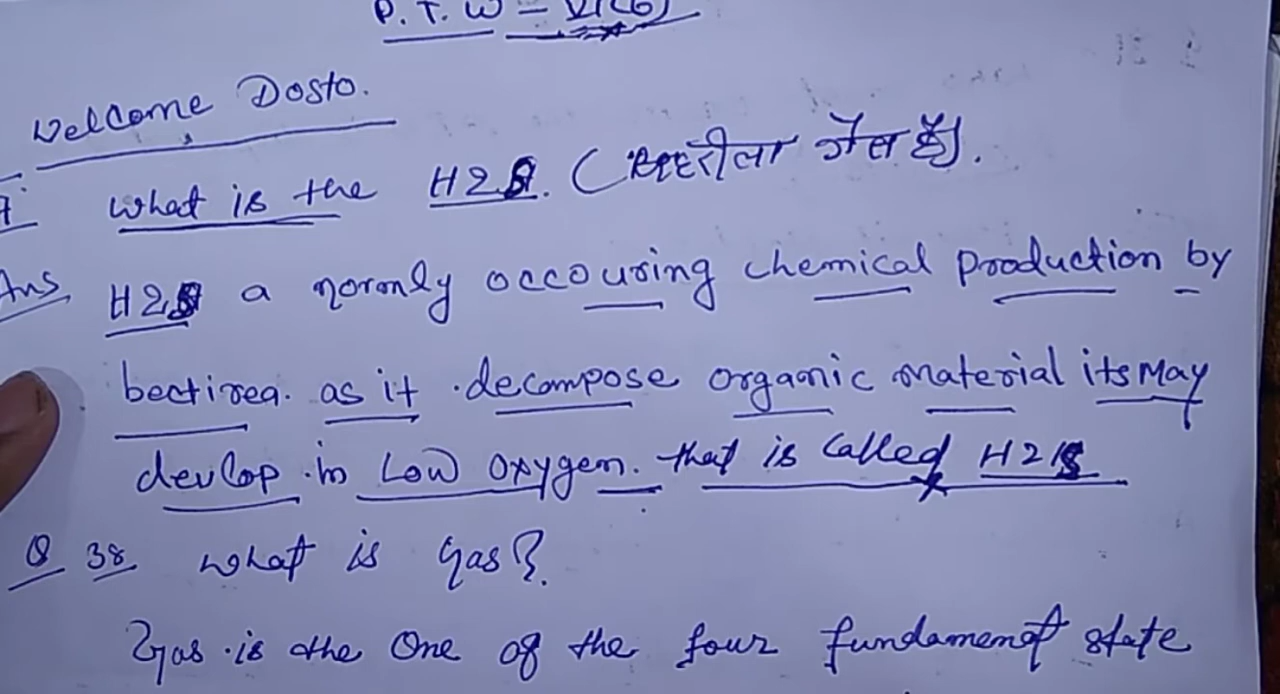 P. T. W =
Welcome Dosto.
7. What is the H2S. (जहरीला गैस है).
Ans, H2S a normly occouring chemical production by
bectirea. as it decompose organic material its May
devlop in Low oxygen. that is called H2S
Q 38 what is gas?
gas is the One of the four fundament state